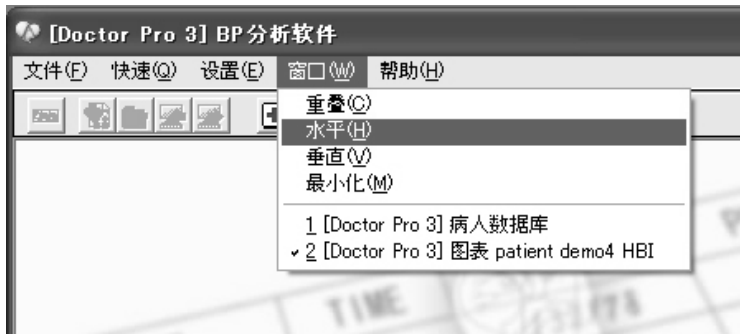 [Doctor Pro 3] BP分析软件
文件(F) 快速(Q) 设置(E) 窗口(W) 帮助(H)
重叠(C)
水平(H)
垂直(V)
最小化(M)
1 [Doctor Pro 3] 病人数据库
✓ 2 [Doctor Pro 3] 图表 patient demo4 HBI
TIME